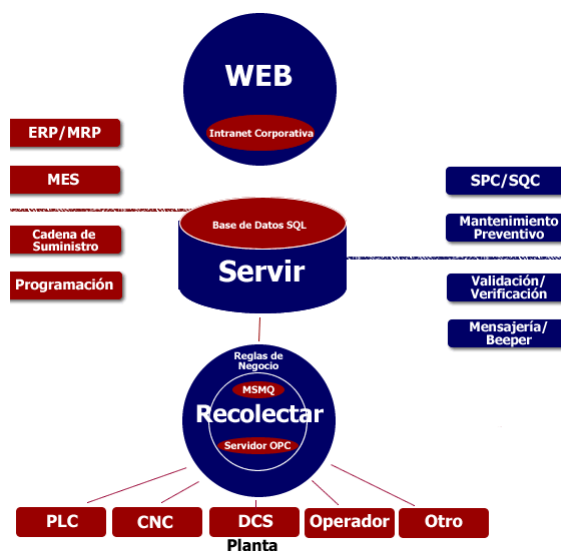 WEB
Intranet Corporativa
ERP/MRP
MES
Cadena de
Suministro
Programación
Base de Datos SQL
Servir
SPC/SQC
Mantenimiento
Preventivo
Validación/
Verificación
Mensajería/
Beeper
Reglas de
Negocio
MSMQ
Recolectar
Servidor OPC
PLC
CNC
DCS
Operador
Otro
Planta